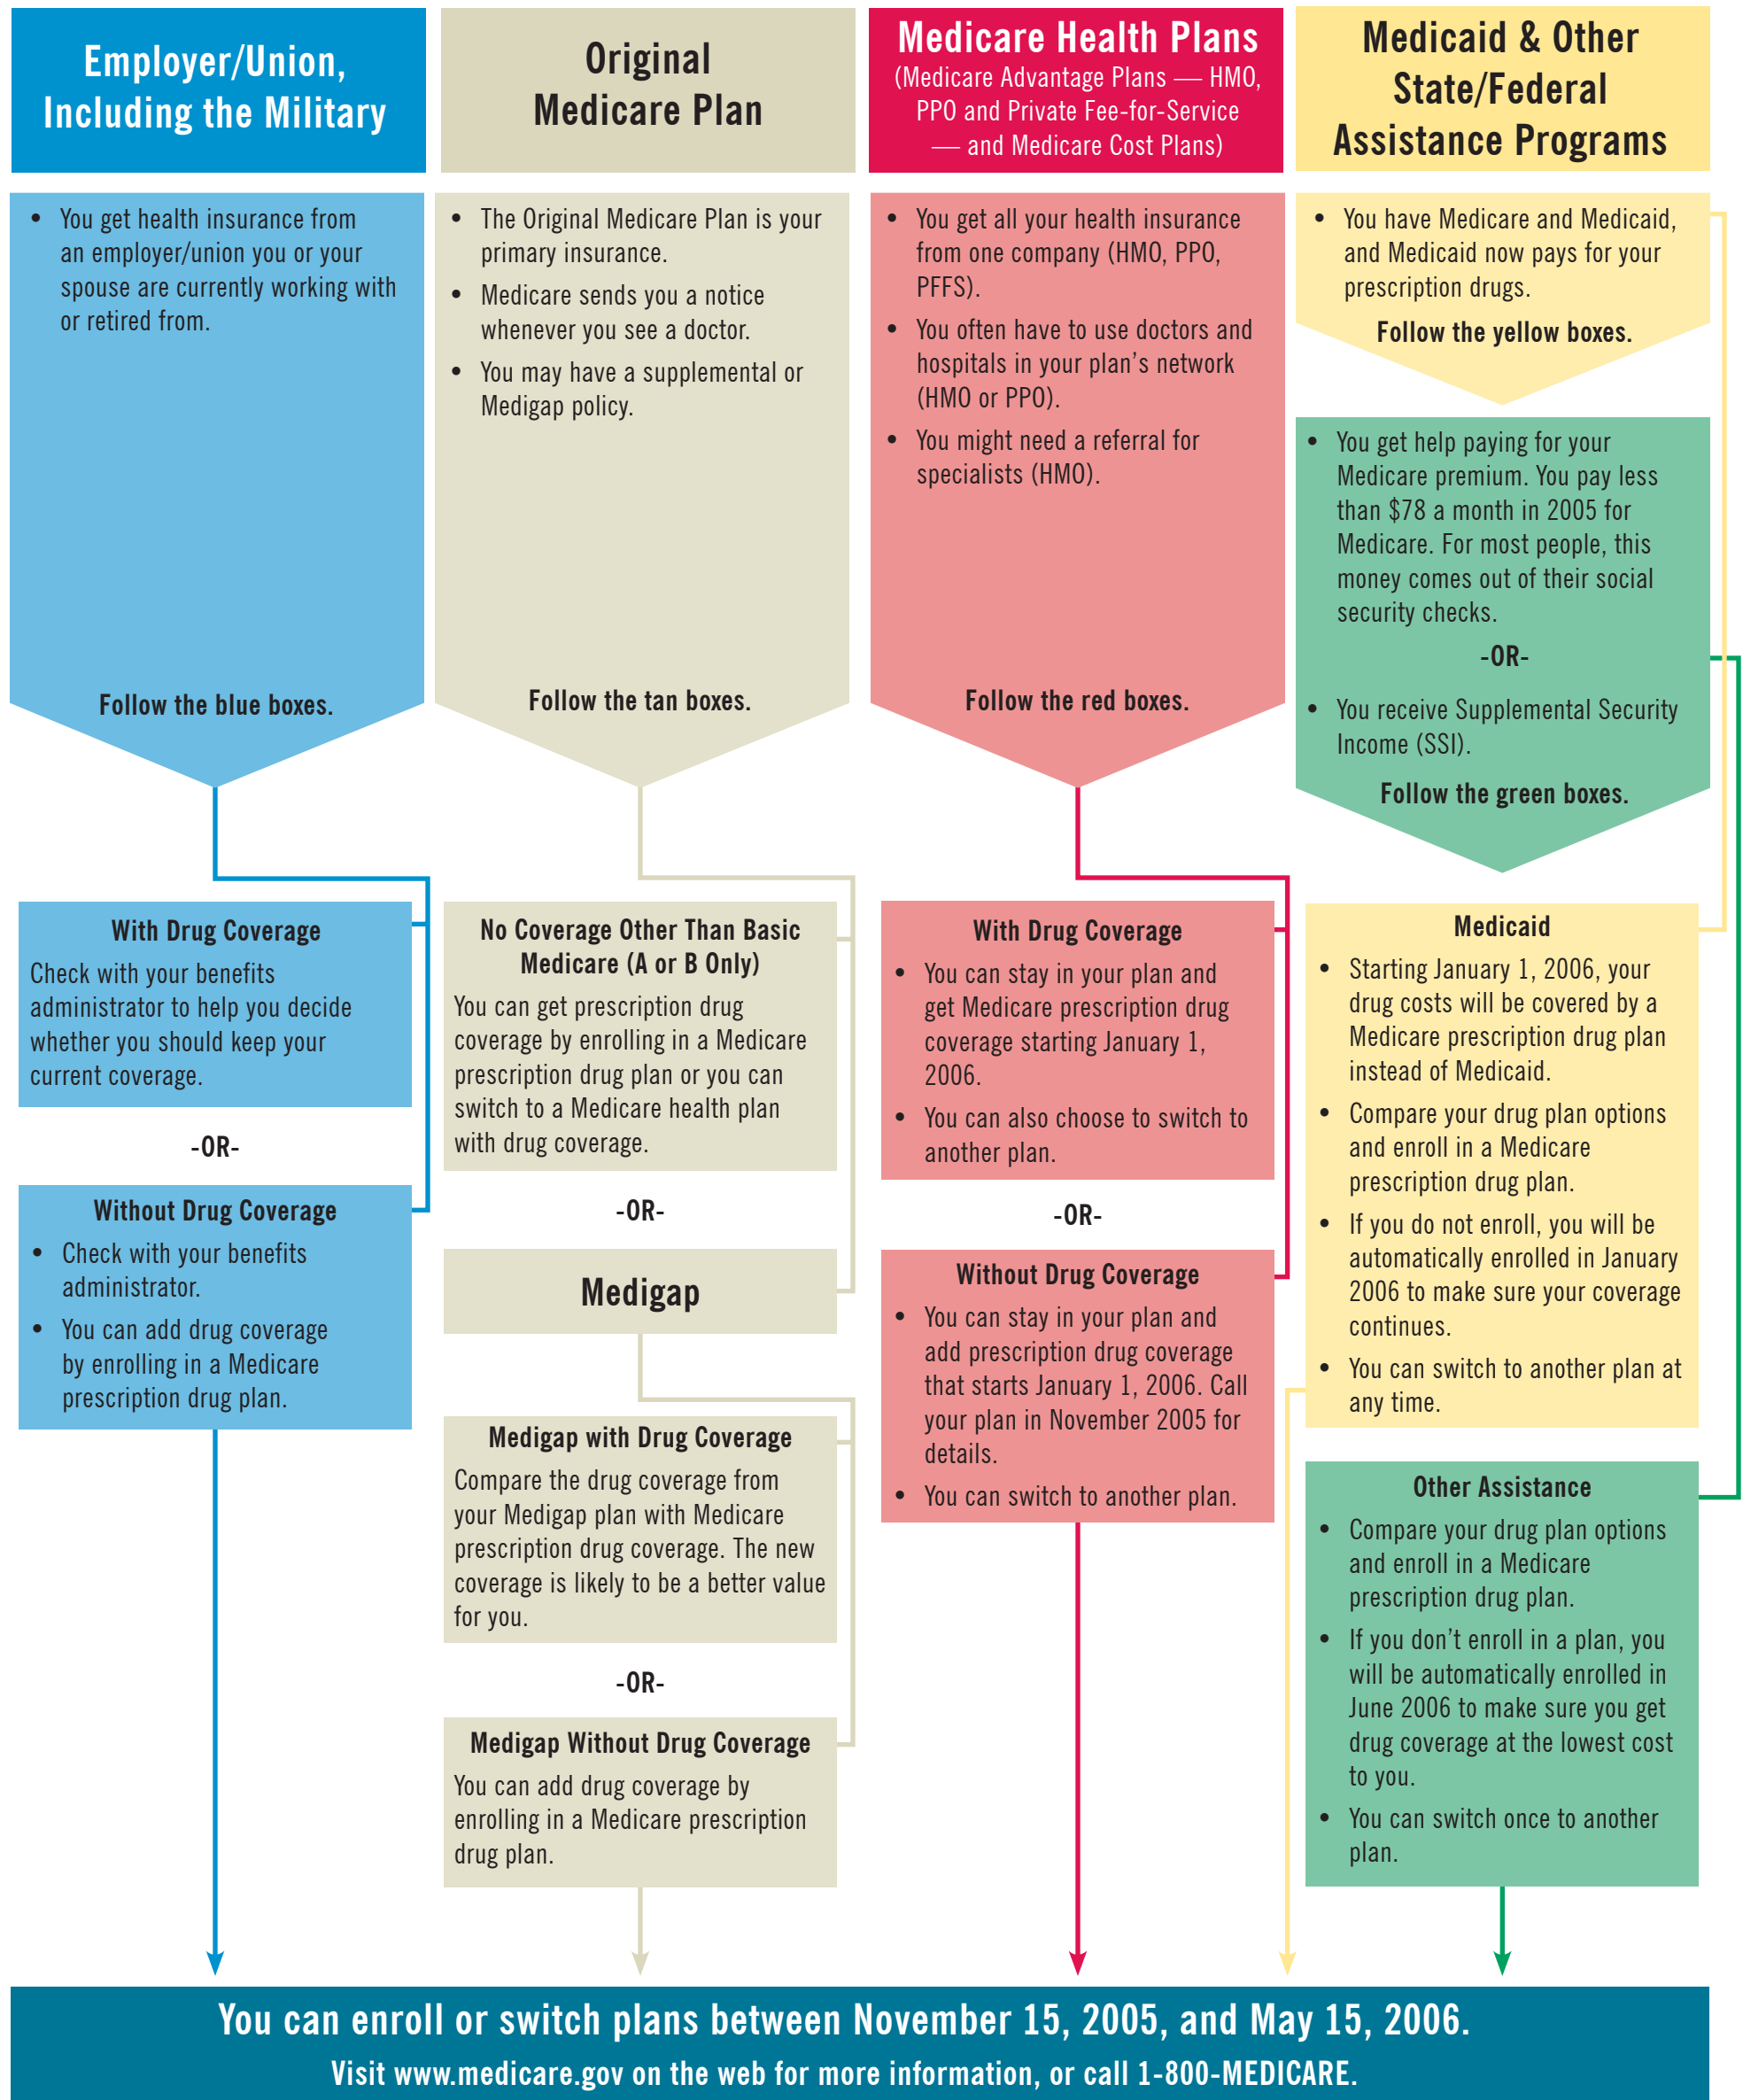 Employer/Union,
Including the Military
Original
Medicare Plan
Medicare Health Plans
(Medicare Advantage Plans — HMO,
PPO and Private Fee-for-Service
— and Medicare Cost Plans)
Medicaid & Other
State/Federal
Assistance Programs
• You get health insurance from
an employer/union you or your
spouse are currently working with
or retired from.
Follow the blue boxes.
• The Original Medicare Plan is your
primary insurance.
• Medicare sends you a notice
whenever you see a doctor.
• You may have a supplemental or
Medigap policy.
Follow the tan boxes.
• You get all your health insurance
from one company (HMO, PPO,
PFFS).
• You often have to use doctors and
hospitals in your plan’s network
(HMO or PPO).
• You might need a referral for
specialists (HMO).
Follow the red boxes.
• You have Medicare and Medicaid,
and Medicaid now pays for your
prescription drugs.
Follow the yellow boxes.
• You get help paying for your
Medicare premium. You pay less
than $78 a month in 2005 for
Medicare. For most people, this
money comes out of their social
security checks.
-OR-
• You receive Supplemental Security
Income (SSI).
Follow the green boxes.
With Drug Coverage
Check with your benefits
administrator to help you decide
whether you should keep your
current coverage.
-OR-
Without Drug Coverage
• Check with your benefits
administrator.
• You can add drug coverage
by enrolling in a Medicare
prescription drug plan.
No Coverage Other Than Basic
Medicare (A or B Only)
You can get prescription drug
coverage by enrolling in a Medicare
prescription drug plan or you can
switch to a Medicare health plan
with drug coverage.
-OR-
Medigap
Medigap with Drug Coverage
Compare the drug coverage from
your Medigap plan with Medicare
prescription drug coverage. The new
coverage is likely to be a better value
for you.
-OR-
Medigap Without Drug Coverage
You can add drug coverage by
enrolling in a Medicare prescription
drug plan.
With Drug Coverage
• You can stay in your plan and
get Medicare prescription drug
coverage starting January 1,
2006.
• You can also choose to switch to
another plan.
-OR-
Without Drug Coverage
• You can stay in your plan and
add prescription drug coverage
that starts January 1, 2006. Call
your plan in November 2005 for
details.
• You can switch to another plan.
Medicaid
• Starting January 1, 2006, your
drug costs will be covered by a
Medicare prescription drug plan
instead of Medicaid.
• Compare your drug plan options
and enroll in a Medicare
prescription drug plan.
• If you do not enroll, you will be
automatically enrolled in January
2006 to make sure your coverage
continues.
• You can switch to another plan at
any time.
Other Assistance
• Compare your drug plan options
and enroll in a Medicare
prescription drug plan.
• If you don’t enroll in a plan, you
will be automatically enrolled in
June 2006 to make sure you get
drug coverage at the lowest cost
to you.
• You can switch once to another
plan.
You can enroll or switch plans between November 15, 2005, and May 15, 2006.
Visit www.medicare.gov on the web for more information, or call 1-800-MEDICARE.